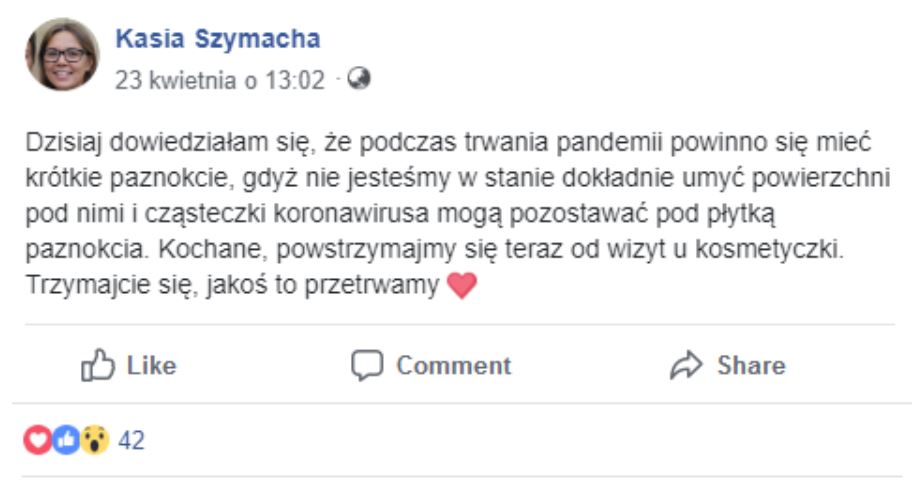 Kasia Szymacha
23 kwietnia o 13:02 ·
Dzisiaj dowiedziałam się, że podczas trwania pandemii powinno się mieć
krótkie paznokcie, gdyż nie jesteśmy w stanie dokładnie umyć powierzchni
pod nimi i cząsteczki koronawirusa mogą pozostawać pod płytką
paznokcia. Kochane, powstrzymajmy się teraz od wizyt u kosmetyczki.
Trzymajcie się, jakoś to przetrwamy ❤
Like Comment Share
42